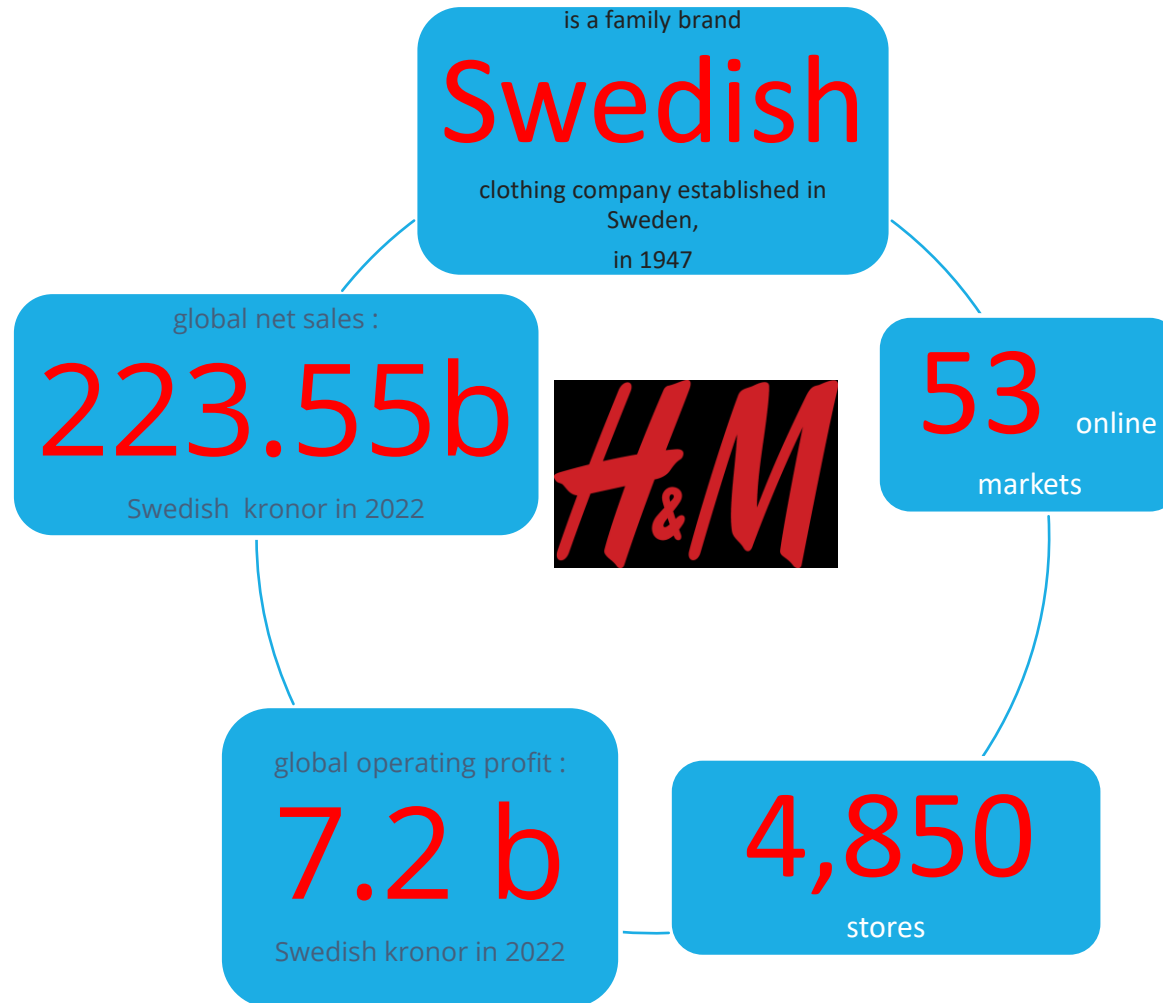 is a family brand
Swedish
clothing company established in
Sweden,
in 1947
global net sales :
223.55b
Swedish kronor in 2022
H&M
53 online
markets
global operating profit :
7.2 b
Swedish kronor in 2022
4,850
stores